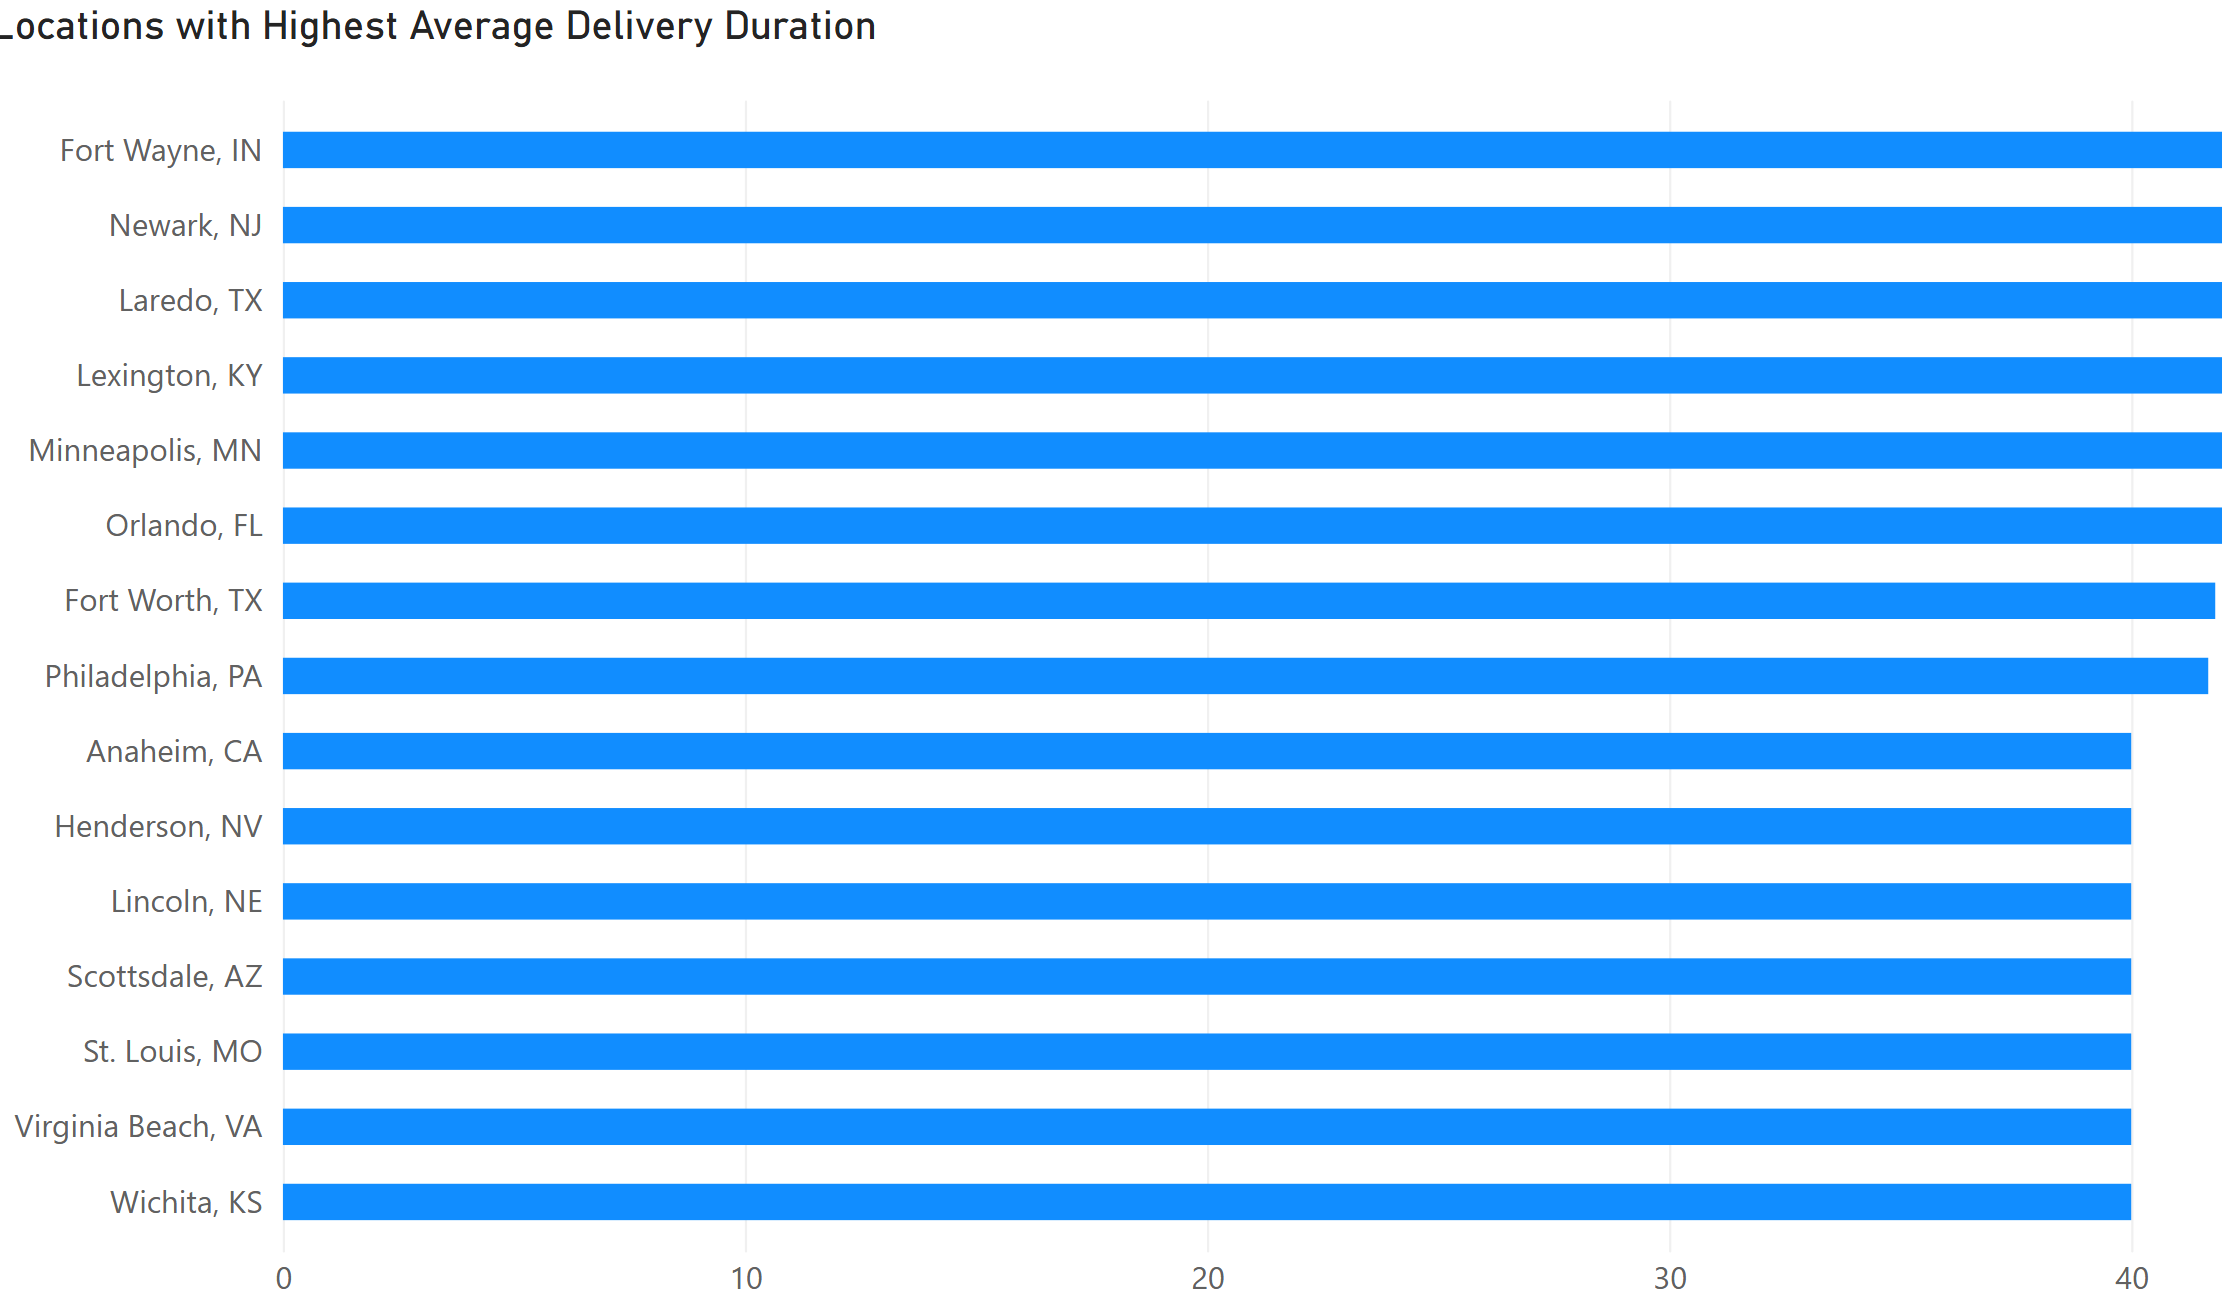 Locations with Highest Average Delivery Duration
Fort Wayne, IN
Newark, NJ
Laredo, TX
Lexington, KY
Minneapolis, MN
Orlando, FL
Fort Worth, TX
Philadelphia, PA
Anaheim, CA
Henderson, NV
Lincoln, NE
Scottsdale, AZ
St. Louis, MO
Virginia Beach, VA
Wichita, KS
0 10 20 30 40